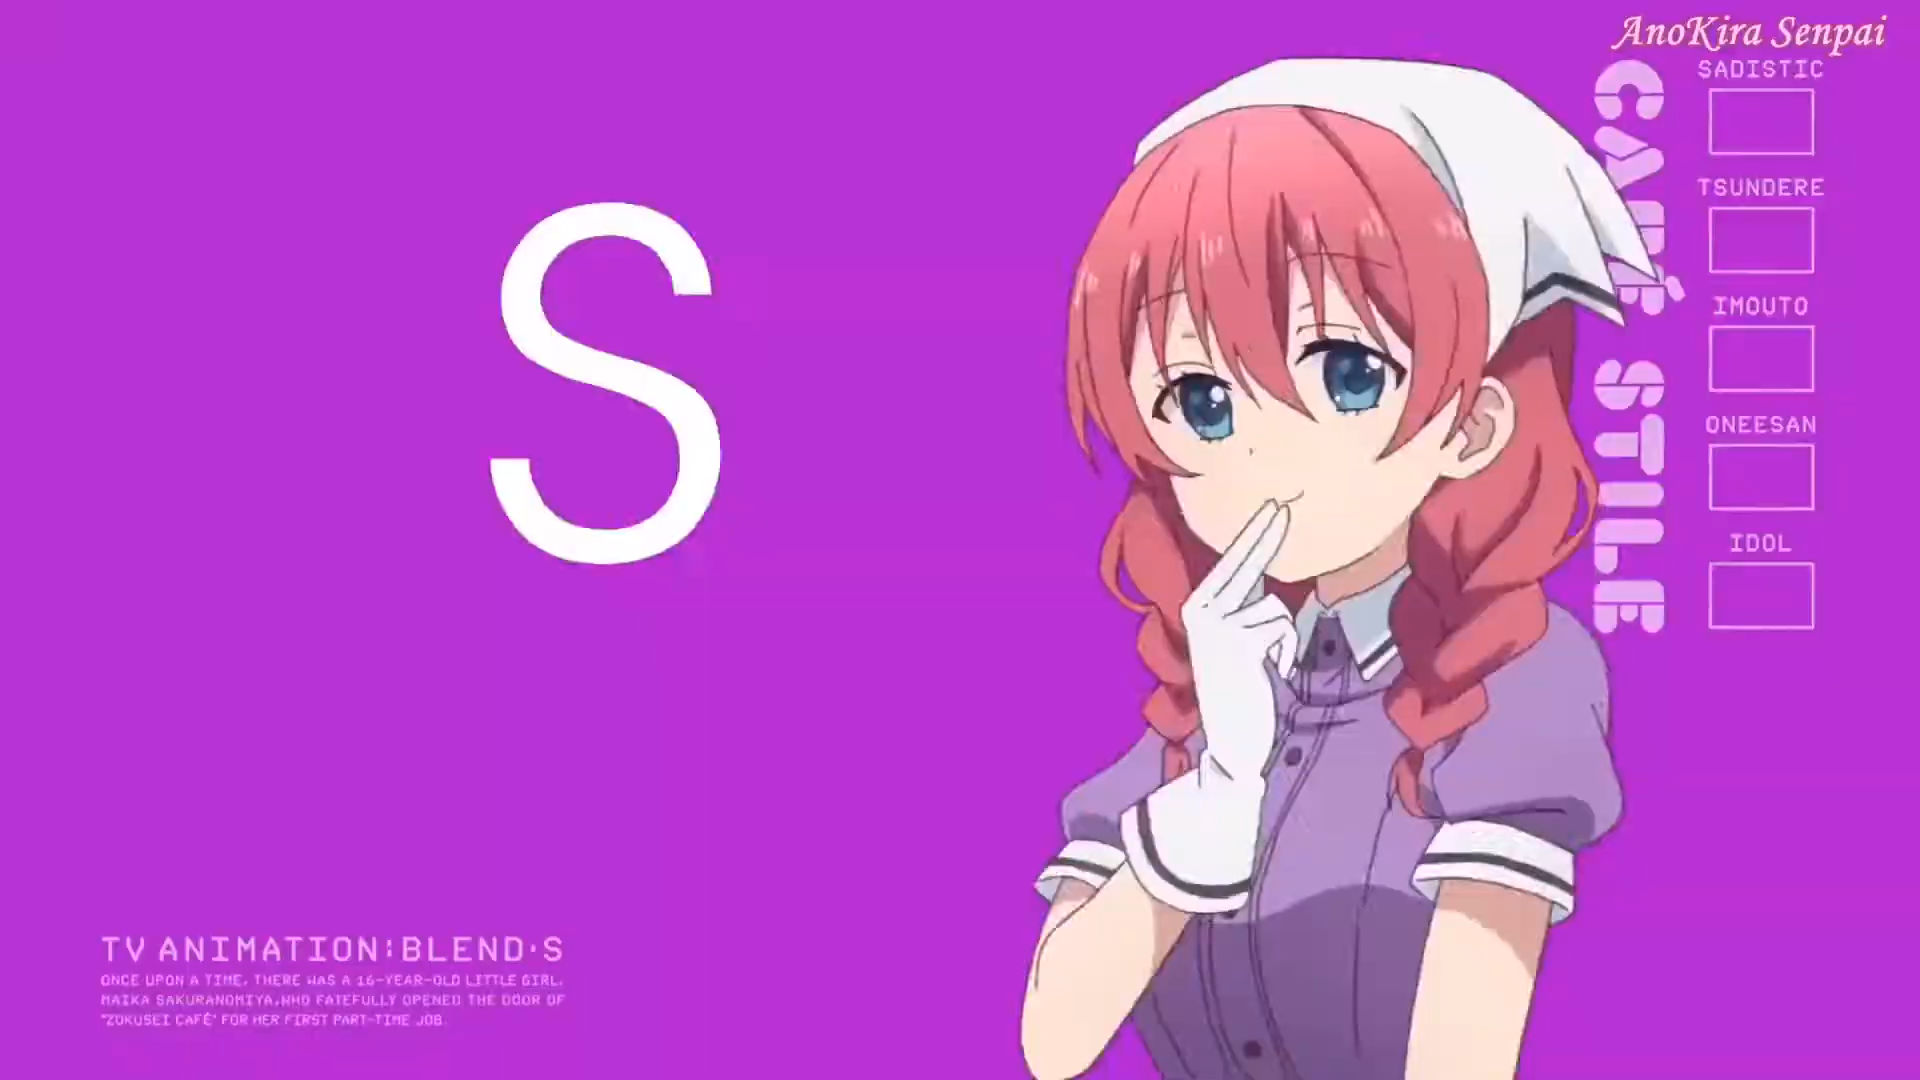 AnoKira Senpai
S
CAFÉ STILE
SADISTIC
TSUNDERE
IMOUTO
ONEESAN
IDOL
TV ANIMATION:BLEND·S
ONCE UPON A TIME, THERE WAS A 16-YEAR-OLD LITTLE GIRL,
MAIKA SAKURANOMIYA,WHO FATEFULLY OPENED THE DOOR OF
"ZOKUSEI CAFÉ" FOR HER FIRST PART-TIME JOB.